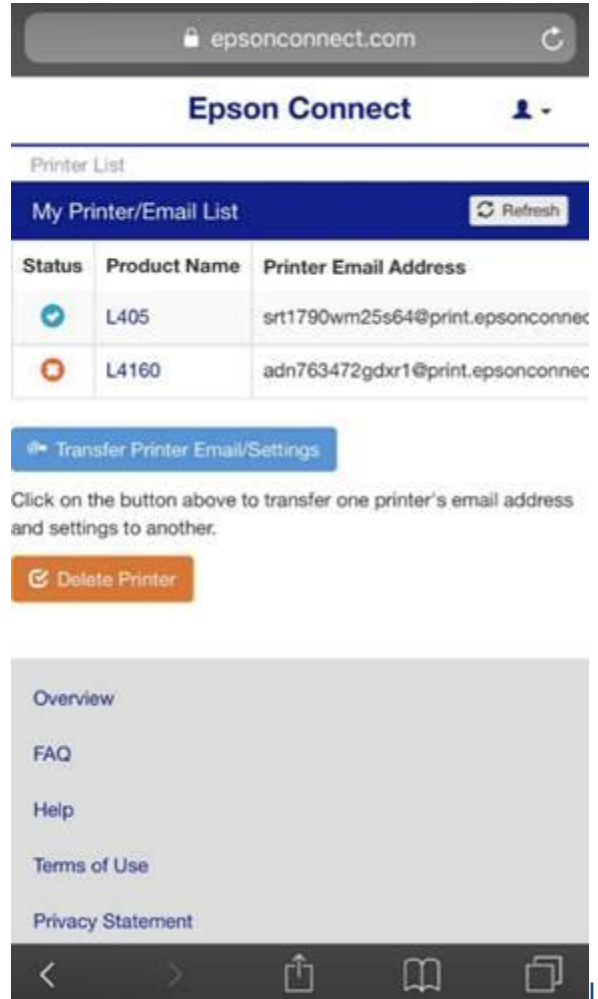 epsonconnect.com
Epson Connect
Printer List
My Printer/Email List Refresh
Status Product Name Printer Email Address
L405 srt1790wm25s64@print.epsonconnec
L4160 adn763472gdxr1@print.epsonconnec
Transfer Printer Email/Settings
Click on the button above to transfer one printer's email address
and settings to another.
Delete Printer
Overview
FAQ
Help
Terms of Use
Privacy Statement